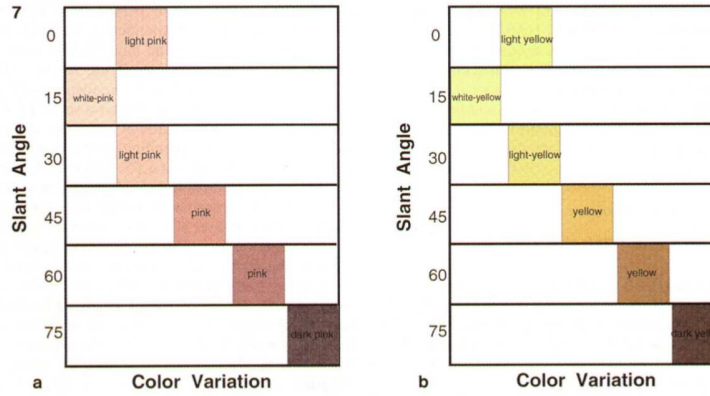 7
Slant Angle
0
light pink
15
white-pink
30
light pink
45
pink
60
pink
75
dark pink
a
Color Variation
Slant Angle
0
light yellow
15
white-yellow
30
light-yellow
45
yellow
60
yellow
75
dark yell
b
Color Variation